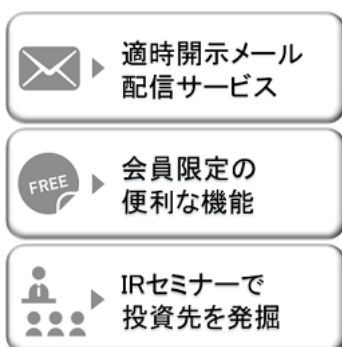 適時開示メール
配信サービス
FREE
会員限定の
便利な機能
IRセミナーで
投資先を発掘